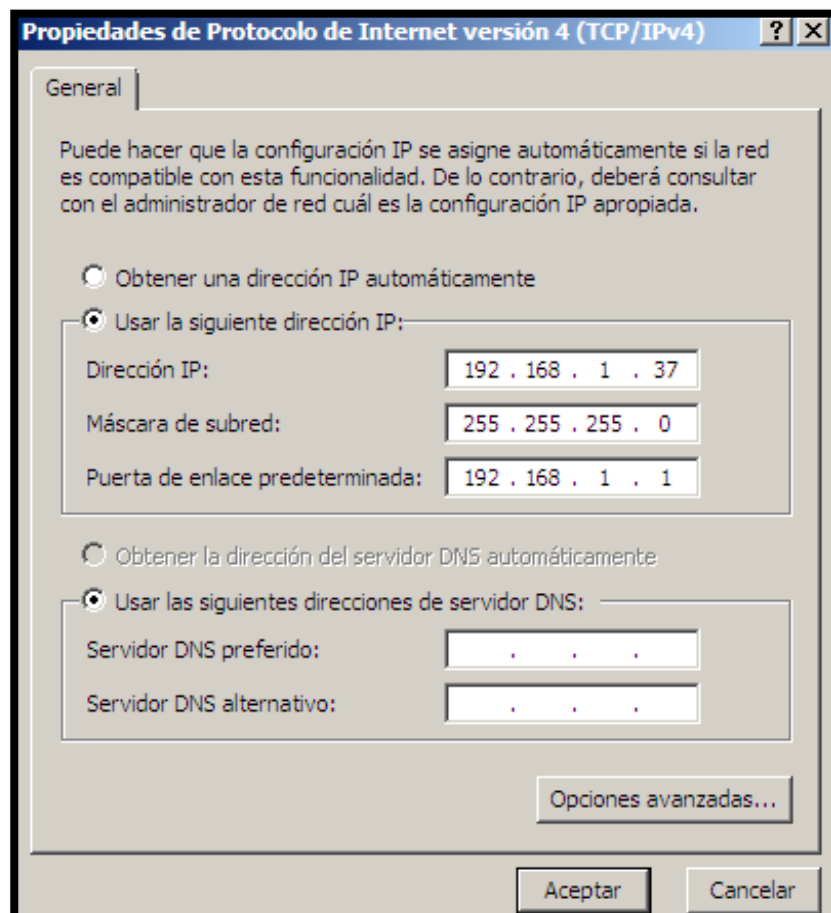 Propiedades de Protocolo de Internet versión 4 (TCP/IPv4)
General
Puede hacer que la configuración IP se asigne automáticamente si la red
es compatible con esta funcionalidad. De lo contrario, deberá consultar
con el administrador de red cuál es la configuración IP apropiada.
Obtener una dirección IP automáticamente
Usar la siguiente dirección IP:
Dirección IP: 192 . 168 . 1 . 37
Máscara de subred: 255 . 255 . 255 . 0
Puerta de enlace predeterminada: 192 . 168 . 1 . 1
Obtener la dirección del servidor DNS automáticamente
Usar las siguientes direcciones de servidor DNS:
Servidor DNS preferido: . . .
Servidor DNS alternativo: . . .
Opciones avanzadas...
Aceptar Cancelar